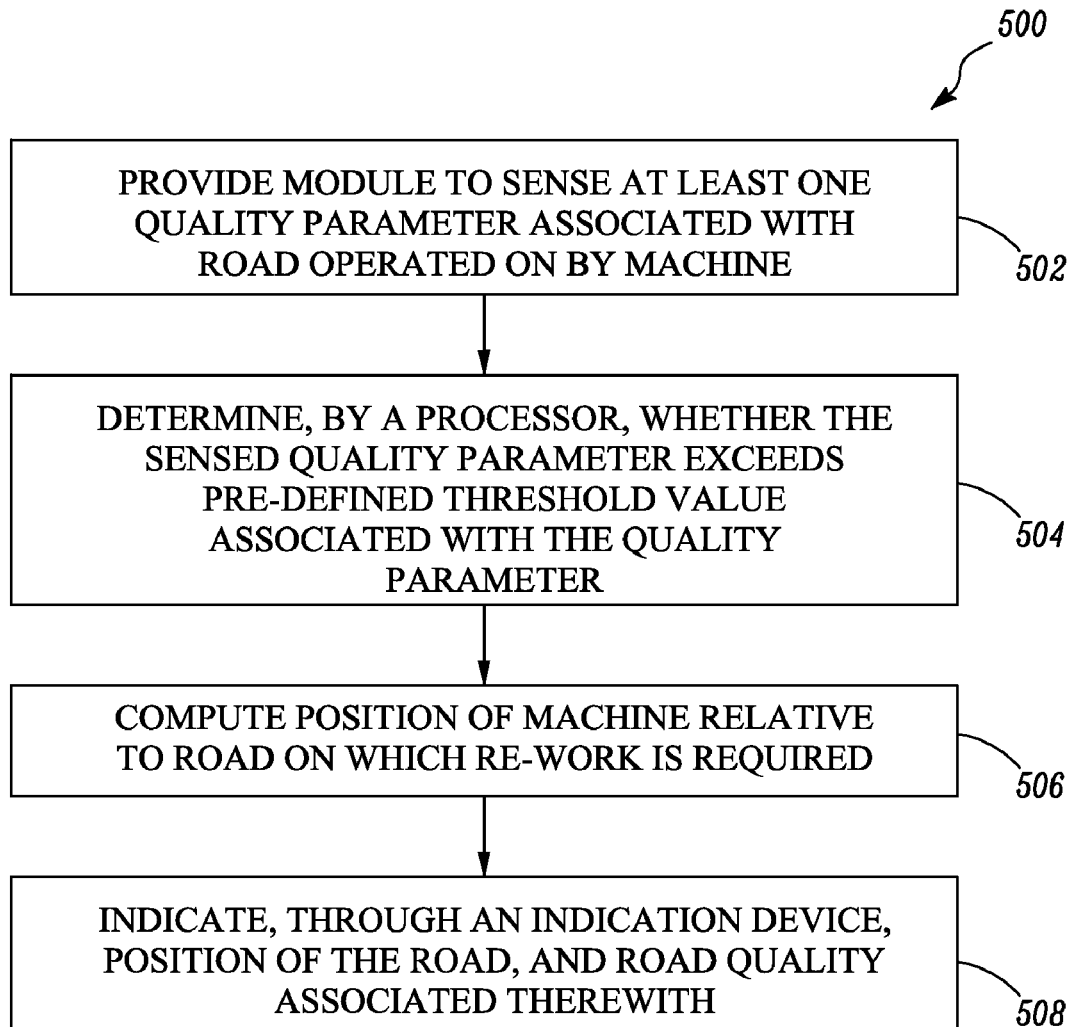 500
PROVIDE MODULE TO SENSE AT LEAST ONE
QUALITY PARAMETER ASSOCIATED WITH
ROAD OPERATED ON BY MACHINE
502
DETERMINE, BY A PROCESSOR, WHETHER THE
SENSED QUALITY PARAMETER EXCEEDS
PRE-DEFINED THRESHOLD VALUE
ASSOCIATED WITH THE QUALITY
PARAMETER
504
COMPUTE POSITION OF MACHINE RELATIVE
TO ROAD ON WHICH RE-WORK IS REQUIRED
506
INDICATE, THROUGH AN INDICATION DEVICE,
POSITION OF THE ROAD, AND ROAD QUALITY
ASSOCIATED THEREWITH
508